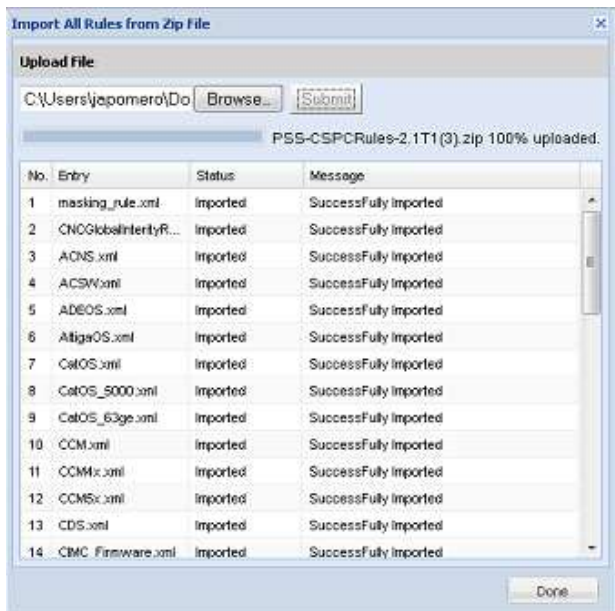 Import All Rules from Zip File
Upload File
C:\Users\japomero\Do Browse... Submit
PSS-CSPCRules-2.1T1(3).zip 100% uploaded.
No. Entry Status Message
1 masking_rule.xml Imported SuccessFully Imported
2 CNCGlobalInterityR... Imported SuccessFully Imported
3 ACNS.xml Imported SuccessFully Imported
4 ACSW.xml Imported SuccessFully Imported
5 ADEOS.xml Imported SuccessFully Imported
6 AltigaOS.xml Imported SuccessFully Imported
7 CatOS.xml Imported SuccessFully Imported
8 CatOS_5000.xml Imported SuccessFully Imported
9 CatOS_63ge.xml Imported SuccessFully Imported
10 CCM.xml Imported SuccessFully Imported
11 CCM4x.xml Imported SuccessFully Imported
12 CCM5x.xml Imported SuccessFully Imported
13 CDS.xml Imported SuccessFully Imported
14 CIMC_Firmware.xml Imported SuccessFully Imported
Done